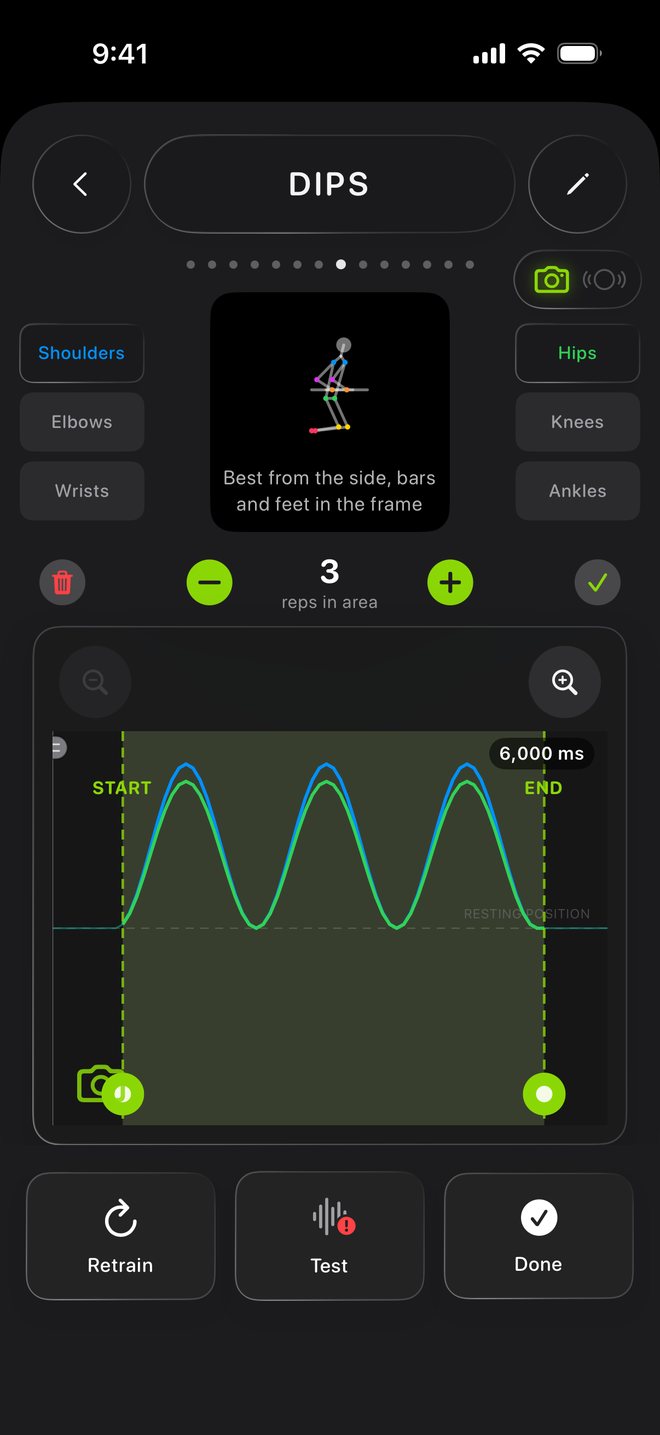 9:41
DIPS
Shoulders
Hips
Elbows
Knees
Wrists
Ankles
Best from the side, bars
and feet in the frame
3
reps in area
6,000 ms
START
END
RESTING POSITION
Retrain
Test
Done